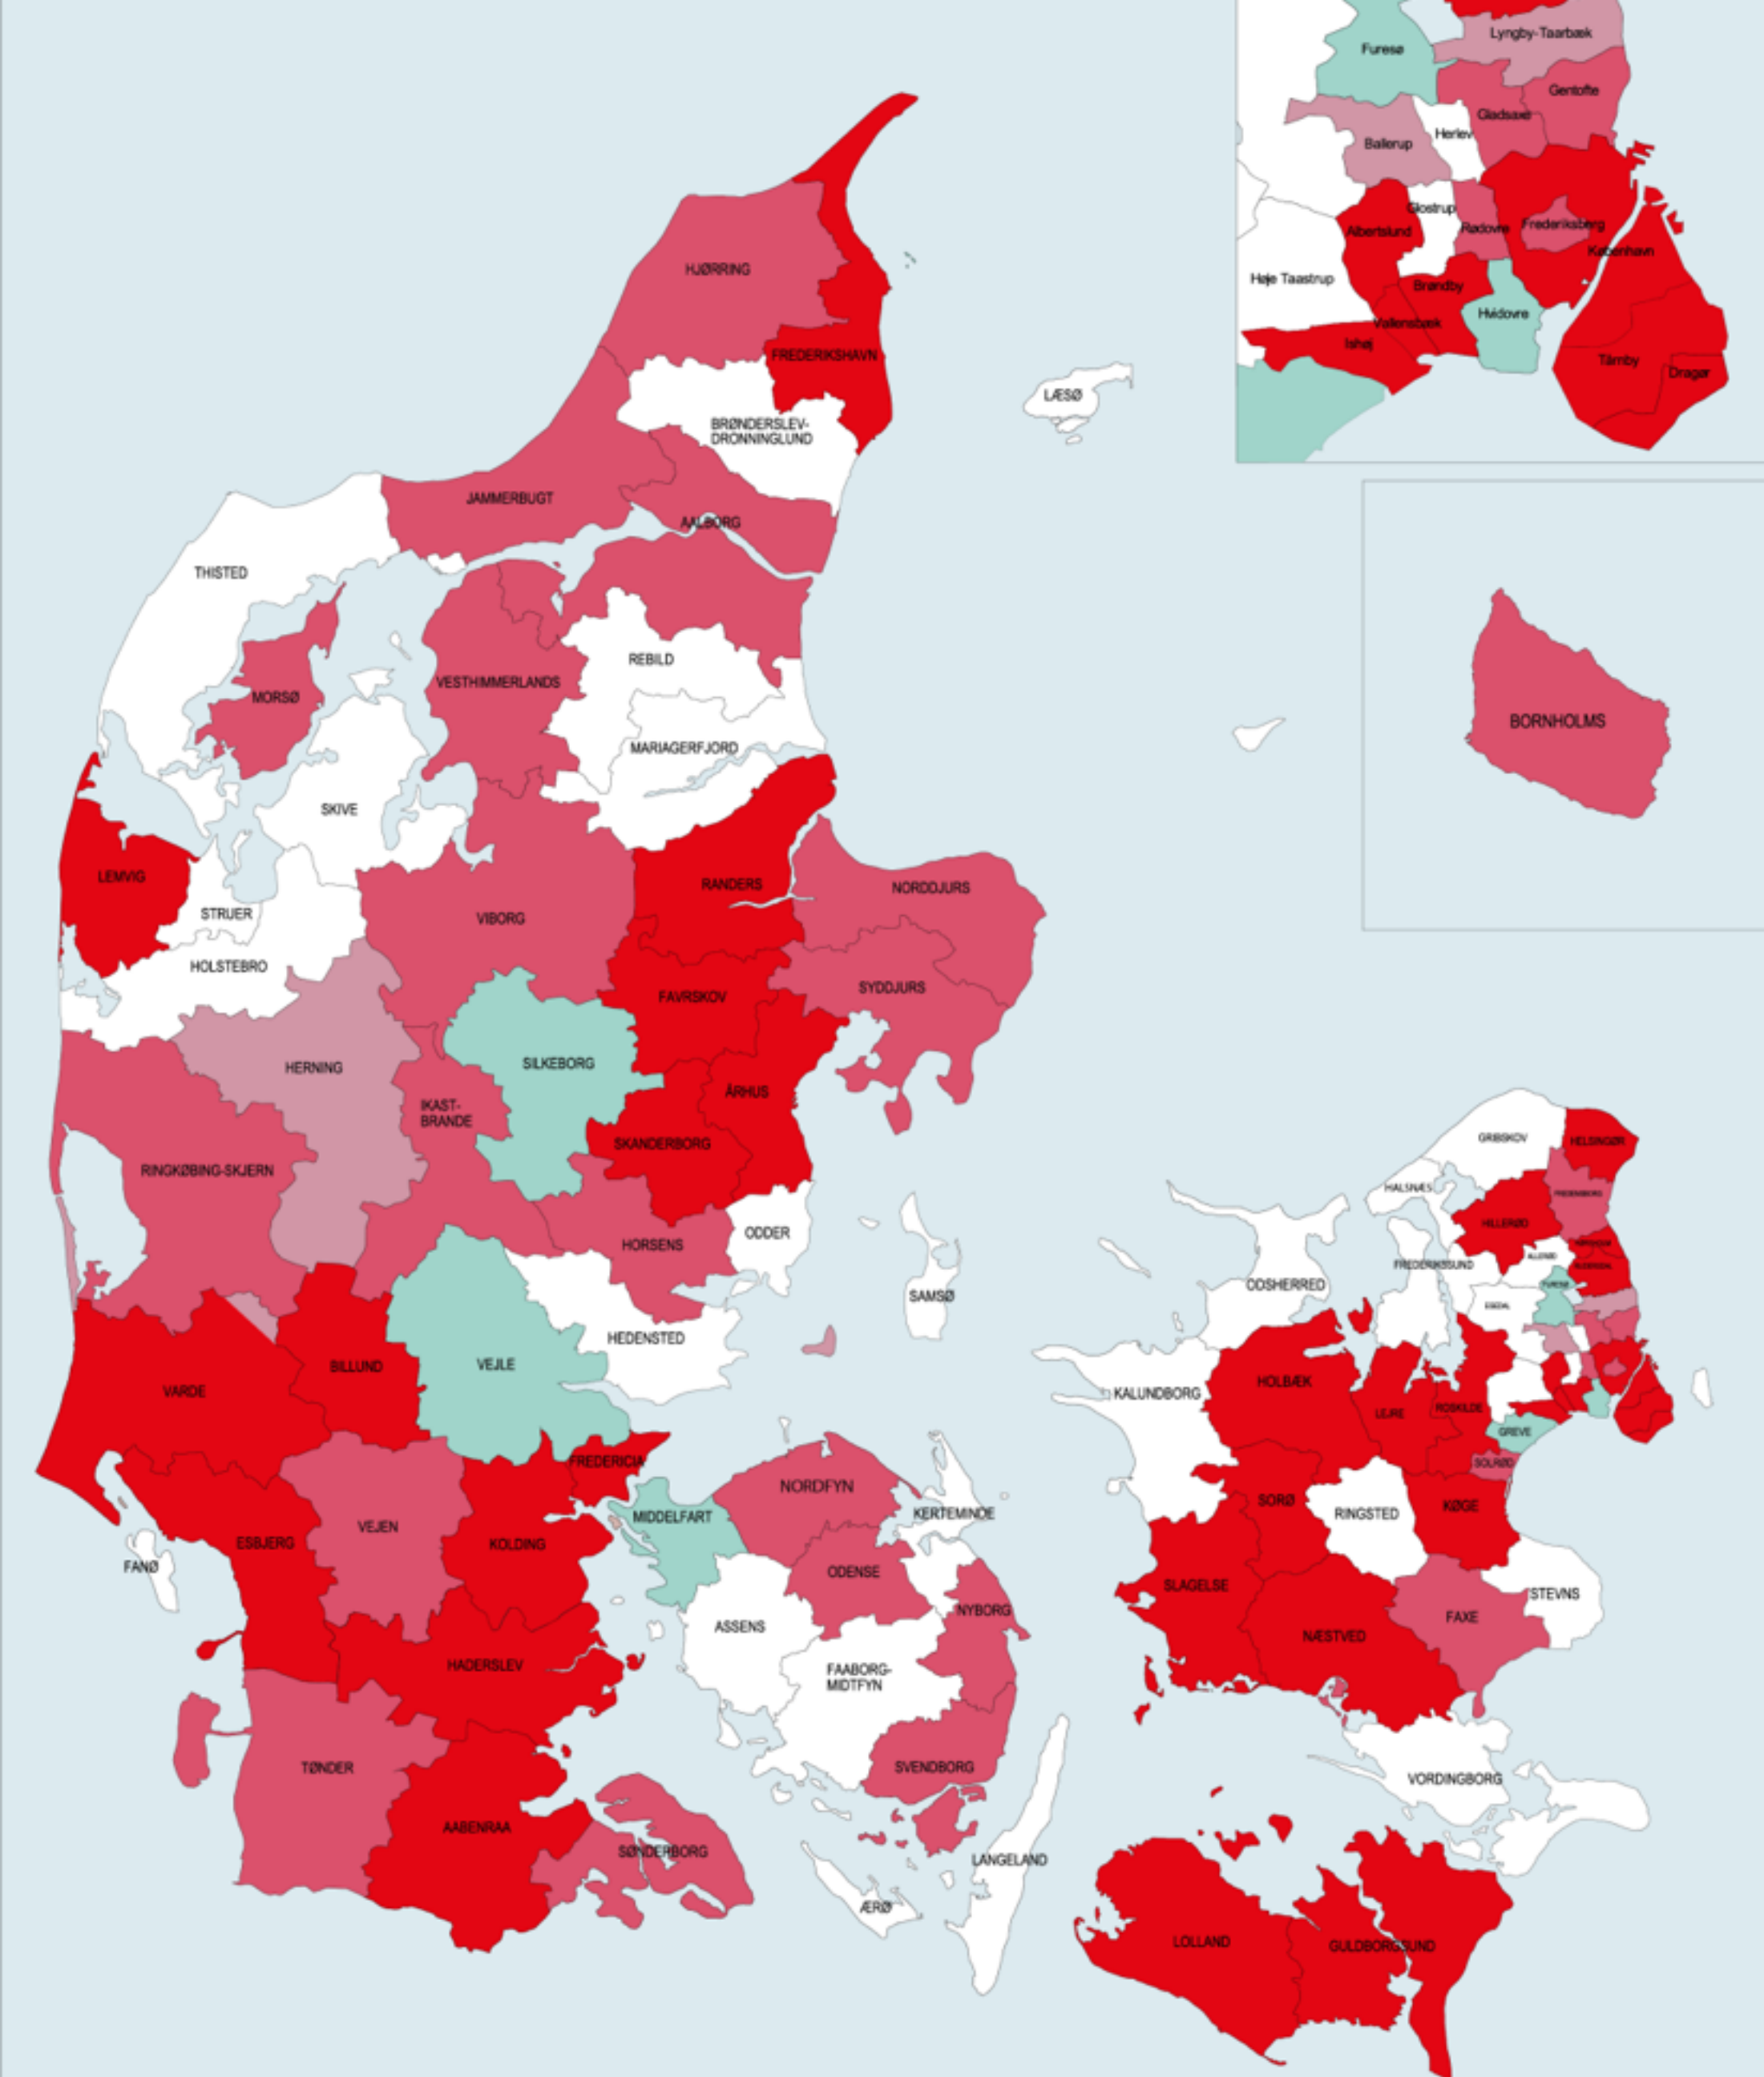 Lyngby-Taarbæk
Furesø
Gentofte
Gladsaxe
Herlev
Ballerup
Glostrup
Rødovre
Frederiksberg
Albertslund
København
Høje Taastrup
Brøndby
Hvidovre
Vallensbæk
Ishøj
Tårnby
Dragør
HJØRRING
FREDERIKSHAVN
LÆSØ
BRØNDERSLEV-
DRONNINGLUND
JAMMERBUGT
AALBORG
THISTED
REBILD
VESTHIMMERLANDS
MORSØ
BORNHOLMS
MARIAGERFJORD
SKIVE
LEMVIG
RANDERS
NORDDJURS
STRUER
VIBORG
HOLSTEBRO
SYDDJURS
FAVRSKOV
SILKEBORG
HERNING
ÅRHUS
IKAST-
BRANDE
SKANDERBORG
GRIBSKOV
HELSINGØR
RINGKØBING-SKJERN
HALSNÆS
FREDENSBORG
HILLERØD
ODDER
HORSENS
ALLERØD
FREDERIKSSUND
ODSHERRED
FURESØ
SAMSØ
EGEDAL
HEDENSTED
VEJLE
BILLUND
VARDE
HOLBÆK
KALUNDBORG
LEJRE
ROSKILDE
GREVE
FREDERICIA
SOLRØD
NORDFYN
SORØ
KØGE
MIDDELFART
KERTEMINDE
RINGSTED
VEJEN
ESBJERG
KOLDING
FANØ
ODENSE
SLAGELSE
STEVNS
NYBORG
FAXE
ASSENS
NÆSTVED
HADERSLEV
FAABORG-
MIDTFYN
TØNDER
SVENDBORG
VORDINGBORG
AABENRAA
SØNDERBORG
LANGELAND
ÆRØ
LOLLAND
GULDBORGSUND